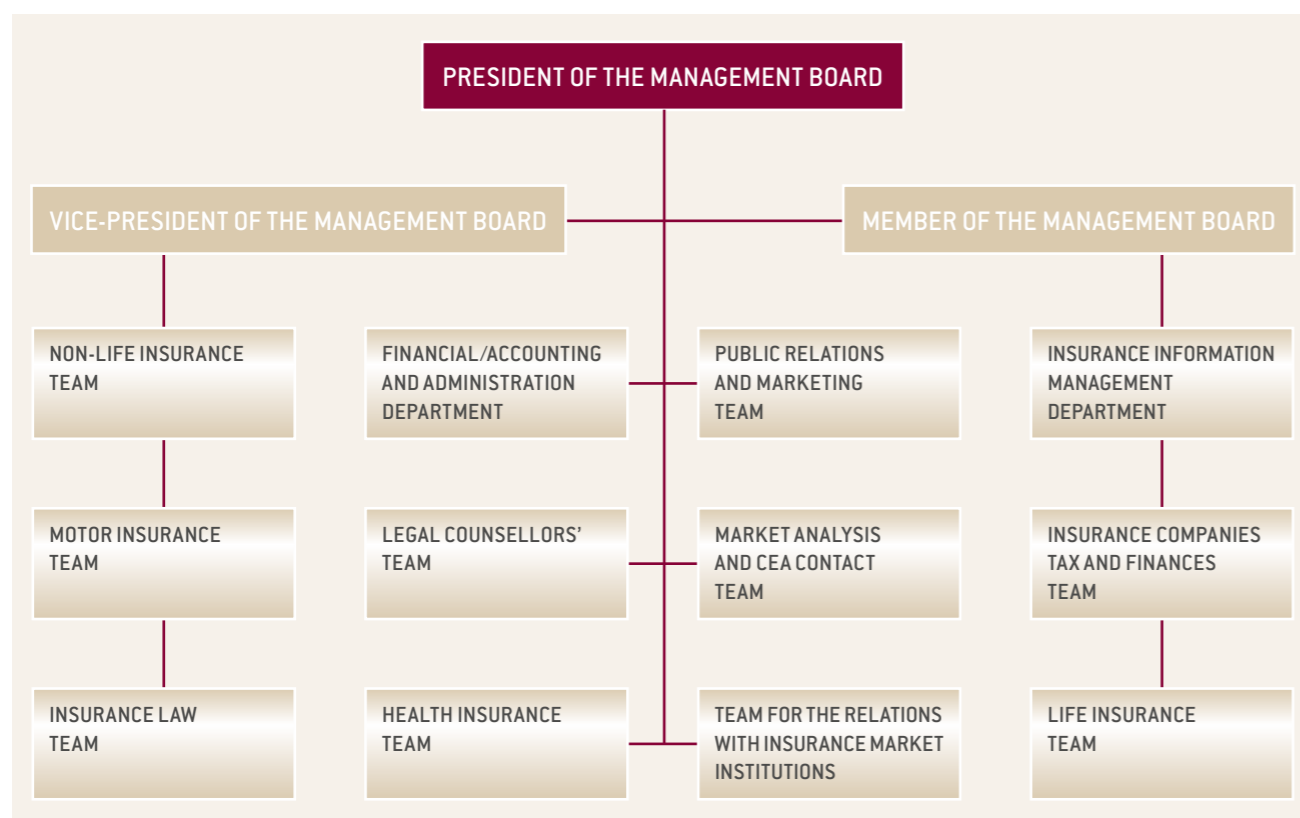 PRESIDENT OF THE MANAGEMENT BOARD
VICE-PRESIDENT OF THE MANAGEMENT BOARD
MEMBER OF THE MANAGEMENT BOARD
NON-LIFE INSURANCE
TEAM
FINANCIAL/ACCOUNTING
AND ADMINISTRATION
DEPARTMENT
PUBLIC RELATIONS
AND MARKETING
TEAM
INSURANCE INFORMATION
MANAGEMENT
DEPARTMENT
MOTOR INSURANCE
TEAM
LEGAL COUNSELLORS’
TEAM
MARKET ANALYSIS
AND CEA CONTACT
TEAM
INSURANCE COMPANIES
TAX AND FINANCES
TEAM
INSURANCE LAW
TEAM
HEALTH INSURANCE
TEAM
TEAM FOR THE RELATIONS
WITH INSURANCE MARKET
INSTITUTIONS
LIFE INSURANCE
TEAM